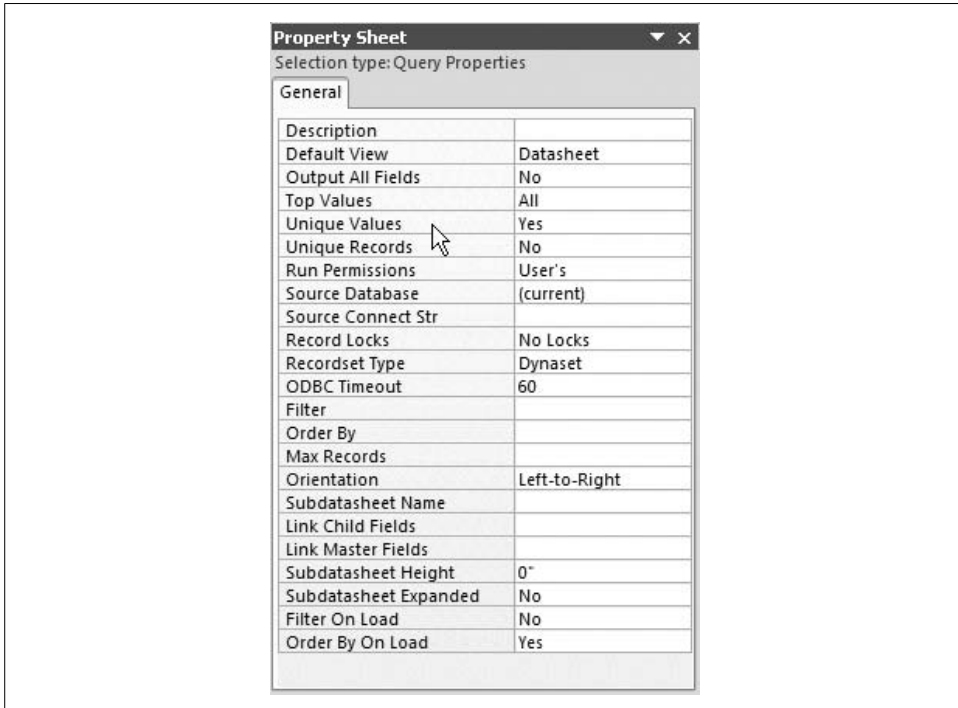 Property Sheet
Selection type: Query Properties
General
Description
Default View Datasheet
Output All Fields No
Top Values All
Unique Values Yes
Unique Records No
Run Permissions User's
Source Database (current)
Source Connect Str
Record Locks No Locks
Recordset Type Dynaset
ODBC Timeout 60
Filter
Order By
Max Records
Orientation Left-to-Right
Subdatasheet Name
Link Child Fields
Link Master Fields
Subdatasheet Height 0"
Subdatasheet Expanded No
Filter On Load No
Order By On Load Yes